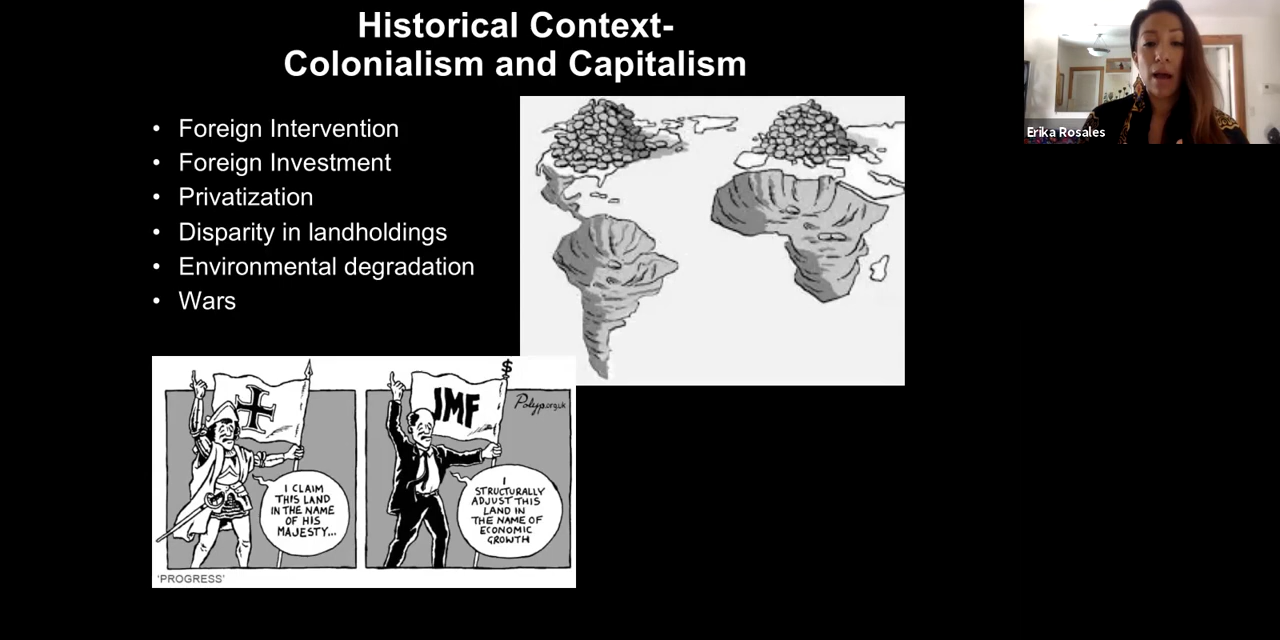 Historical Context-
Colonialism and Capitalism
• Foreign Intervention
• Foreign Investment
• Privatization
• Disparity in landholdings
• Environmental degradation
• Wars
Erika Rosales
$
IMF
Polyp.org.uk
I CLAIM
THIS LAND
IN THE NAME
OF HIS
MAJESTY...
I
STRUCTURALLY
ADJUST THIS
LAND IN
THE NAME OF
ECONOMIC
GROWTH
'PROGRESS'